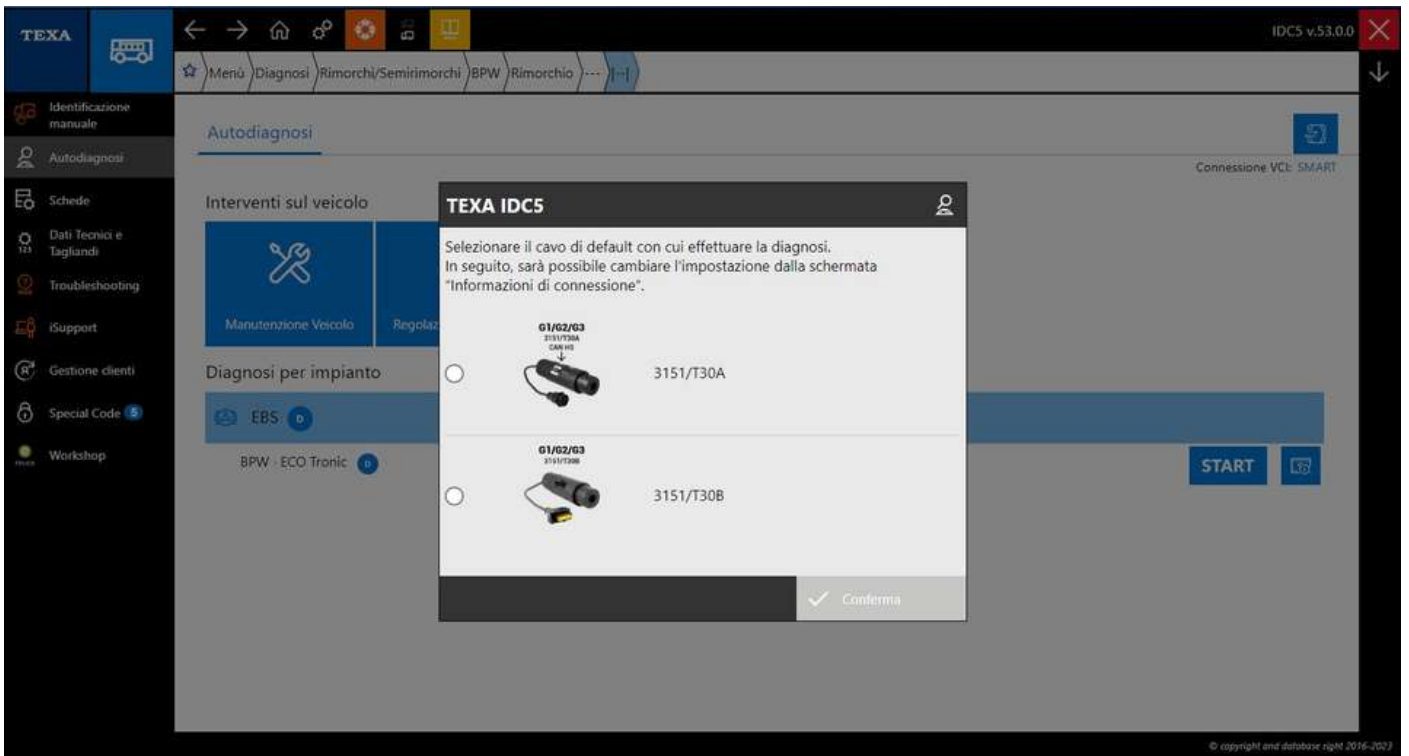 TEXA
IDC5 v.53.0.0
Menù Diagnosi Rimorchi/Semirimorchi BPW Rimorchio ---- |--|
Identificazione
manuale
Autodiagnosi
Schede
Dati Tecnici e
Tagliandi
Troubleshooting
iSupport
Gestione clienti
Special Code 5
Workshop
Autodiagnosi
Connessione VCI: SMART
Interventi sul veicolo
Manutenzione Veicolo
Regolaz
Diagnosi per impianto
EBS D
BPW - ECO Tronic D
START
TEXA IDC5
Selezionare il cavo di default con cui effettuare la diagnosi.
In seguito, sarà possibile cambiare l'impostazione dalla schermata
"Informazioni di connessione".
G1/G2/G3
3151/T30A
CAN HS
3151/T30A
G1/G2/G3
3151/T30B
3151/T30B
Conferma
© copyright and database right 2016-2023